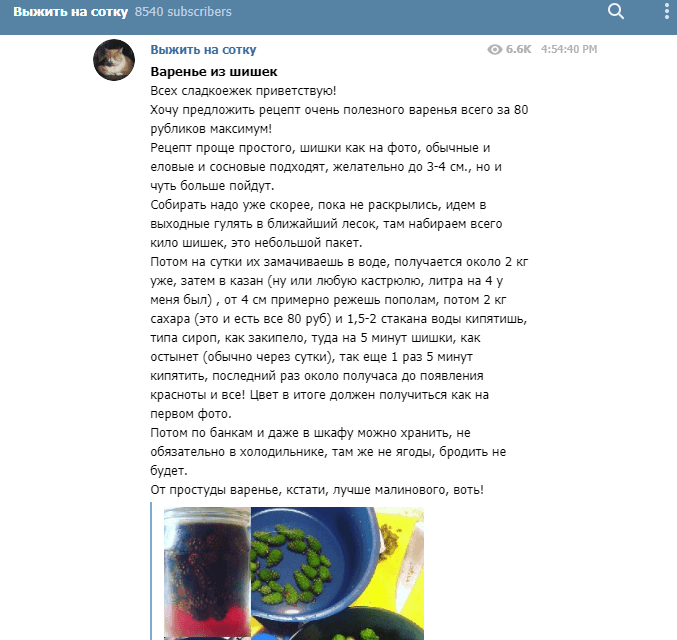 Выжить на сотку 8540 subscribers
Выжить на сотку 6.6K 4:54:40 PM
Варенье из шишек
Всех сладкоежек приветствую!
Хочу предложить рецепт очень полезного варенья всего за 80
рубликов максимум!
Рецепт проще простого, шишки как на фото, обычные и
еловые и сосновые подходят, желательно до 3-4 см., но и
чуть больше пойдут.
Собирать надо уже скорее, пока не раскрылись, идем в
выходные гулять в ближайший лесок, там набираем всего
кило шишек, это небольшой пакет.
Потом на сутки их замачиваешь в воде, получается около 2 кг
уже, затем в казан (ну или любую кастрюлю, литра на 4 у
меня был) , от 4 см примерно режешь пополам, потом 2 кг
сахара (это и есть все 80 руб) и 1,5-2 стакана воды кипятишь,
типа сироп, как закипело, туда на 5 минут шишки, как
остынет (обычно через сутки), так еще 1 раз 5 минут
кипятить, последний раз около получаса до появления
красноты и все! Цвет в итоге должен получиться как на
первом фото.
Потом по банкам и даже в шкафу можно хранить, не
обязательно в холодильнике, там же не ягоды, бродить не
будет.
От простуды варенье, кстати, лучше малинового, воть!